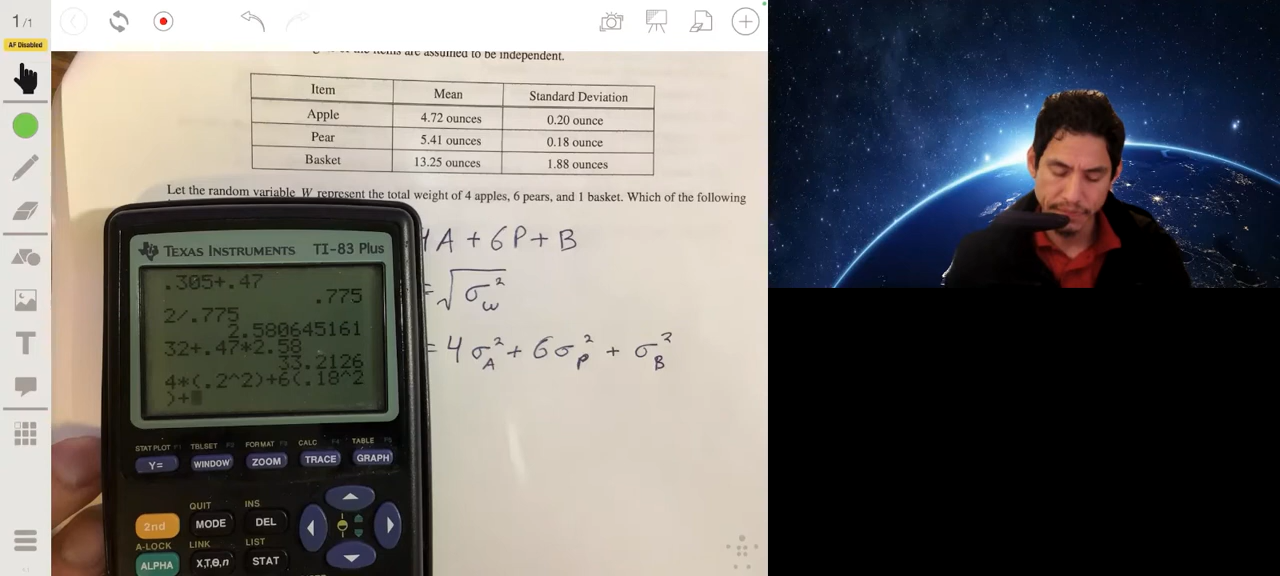 1/1
AF Disabled
of the items are assumed to be independent.
Item Mean Standard Deviation
Apple 4.72 ounces 0.20 ounce
Pear 5.41 ounces 0.18 ounce
Basket 13.25 ounces 1.88 ounces
Let the random variable W represent the total weight of 4 apples, 6 pears, and 1 basket. Which of the following
4A + 6P + B
= √σ_W²
= 4σ_A² + 6σ_P² + σ_B²
TEXAS INSTRUMENTS TI-83 Plus
.305+.47
.775
2/.775
2.580645161
32+.47*2.58
33.2126
4*(.2^2)+6(.18^2
)+
STAT PLOT F1 TBLSET F2 FORMAT F3 CALC F4 TABLE F5
Y= WINDOW ZOOM TRACE GRAPH
QUIT INS
2nd MODE DEL
A-LOCK LINK LIST
ALPHA X,T,θ,n STAT
T